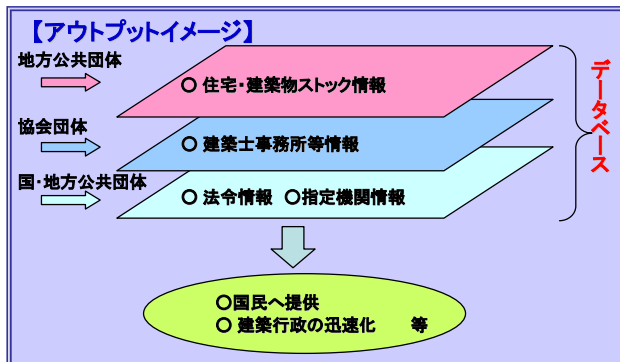 【アウトプットイメージ】
地方公共団体
○ 住宅・建築物ストック情報
協会団体
○ 建築士事務所等情報
国・地方公共団体
○ 法令情報 ○指定機関情報
データベース
○国民へ提供
○ 建築行政の迅速化 等